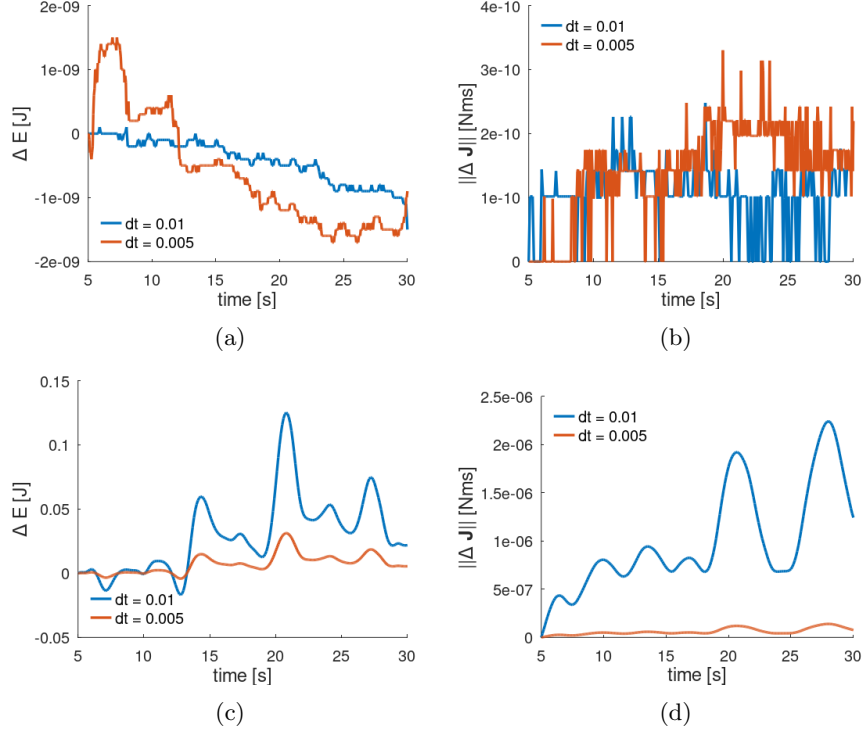 2e-09
1e-09
0
-1e-09
-2e-09
Δ E [J]
dt = 0.01
dt = 0.005
5 10 15 20 25 30
time [s]
(a)
4e-10
3e-10
2e-10
1e-10
0
||Δ J|| [Nms]
dt = 0.01
dt = 0.005
5 10 15 20 25 30
time [s]
(b)
0.15
0.1
0.05
0
-0.05
Δ E [J]
dt = 0.01
dt = 0.005
5 10 15 20 25 30
time [s]
(c)
2.5e-06
2e-06
1.5e-06
1e-06
5e-07
0
||Δ J|| [Nms]
dt = 0.01
dt = 0.005
5 10 15 20 25 30
time [s]
(d)